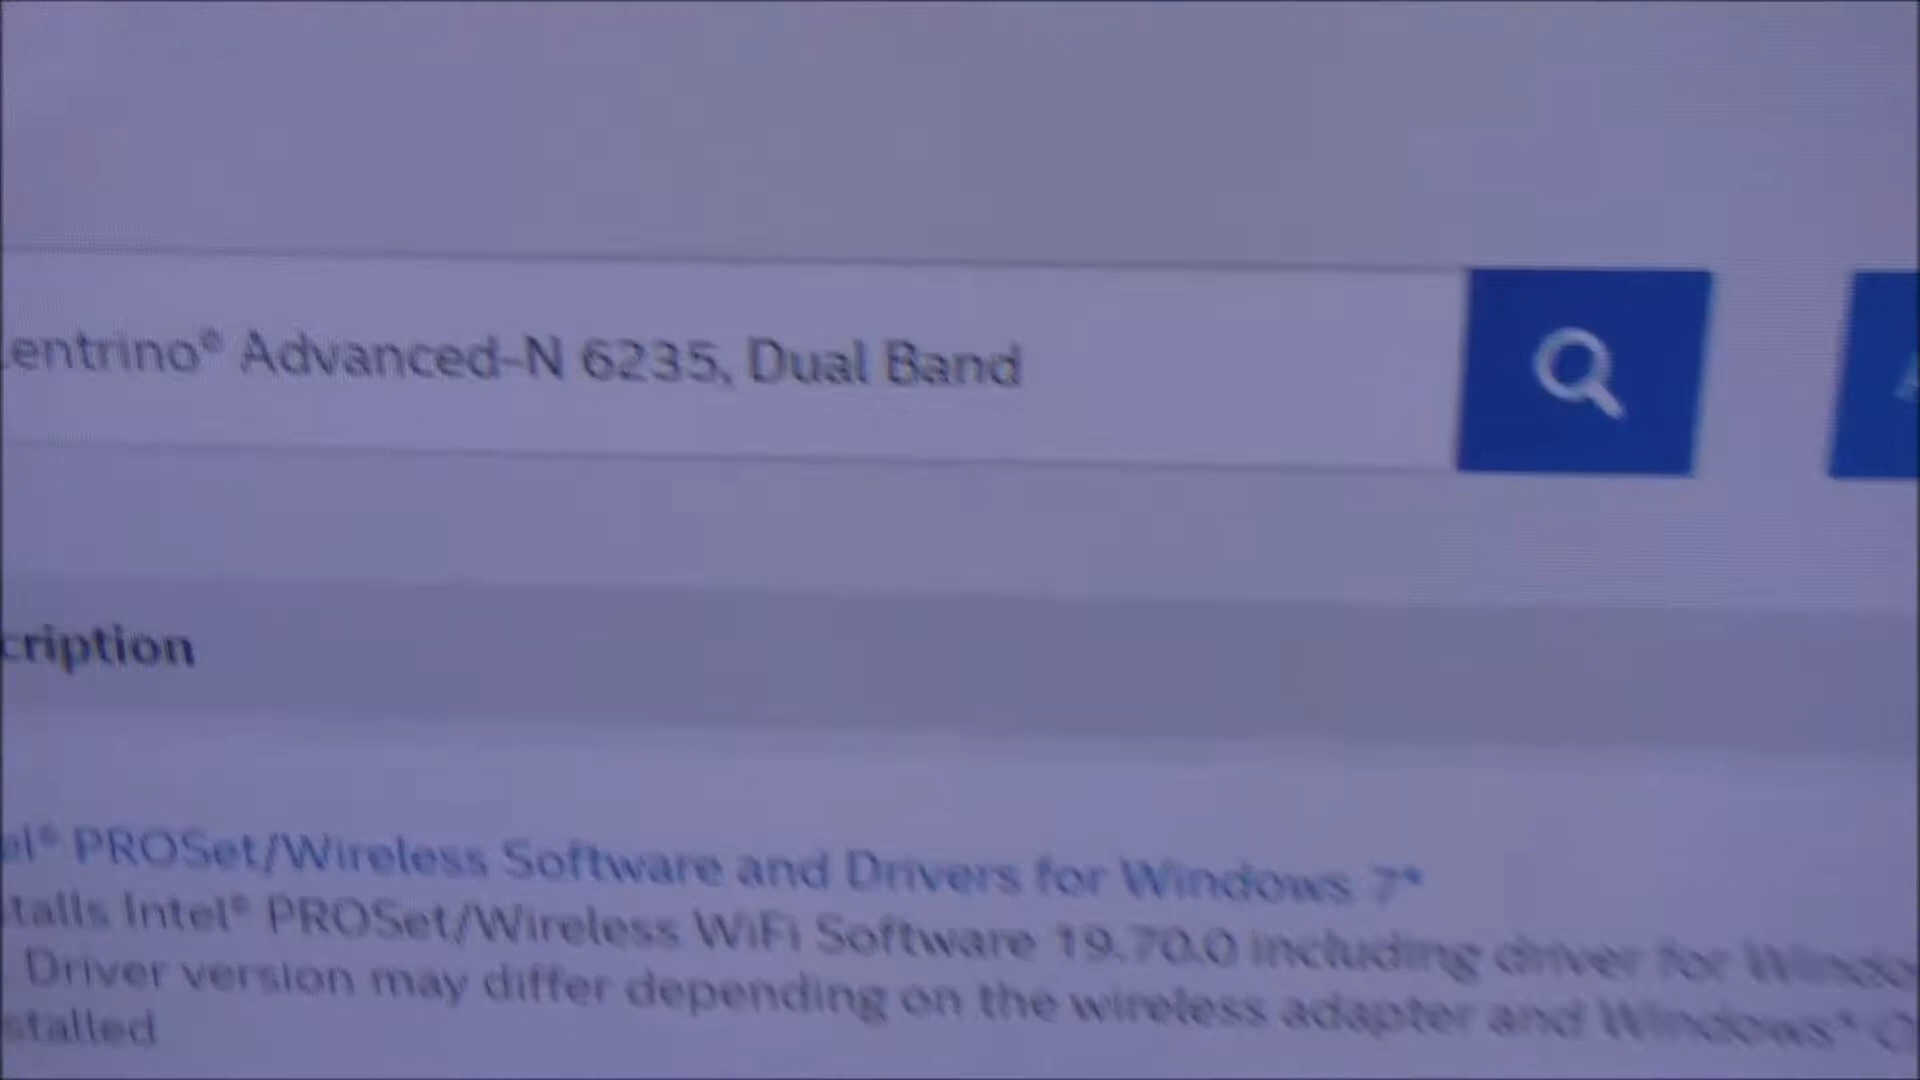 entrino® Advanced-N 6235, Dual Band
cription
el® PROSet/Wireless Software and Drivers for Windows 7*
talls Intel® PROSet/Wireless WiFi Software 19.70.0 including driver for Windo
Driver version may differ depending on the wireless adapter and Windows*
stalled